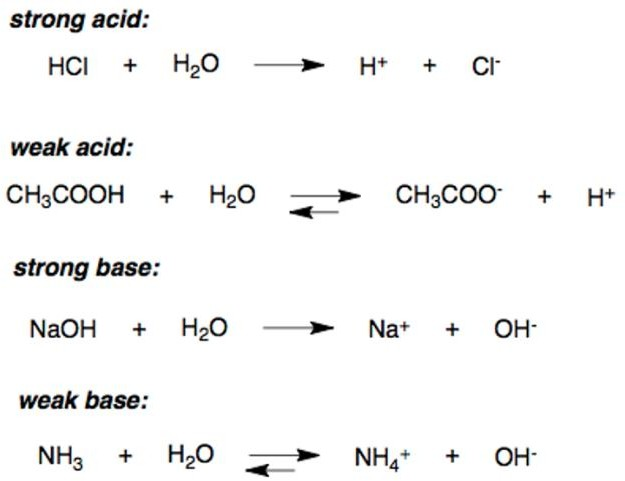 strong acid:
HCl + H₂O ⟶ H⁺ + Cl⁻
weak acid:
CH₃COOH + H₂O ⇌ CH₃COO⁻ + H⁺
strong base:
NaOH + H₂O ⟶ Na⁺ + OH⁻
weak base:
NH₃ + H₂O ⇌ NH₄⁺ + OH⁻